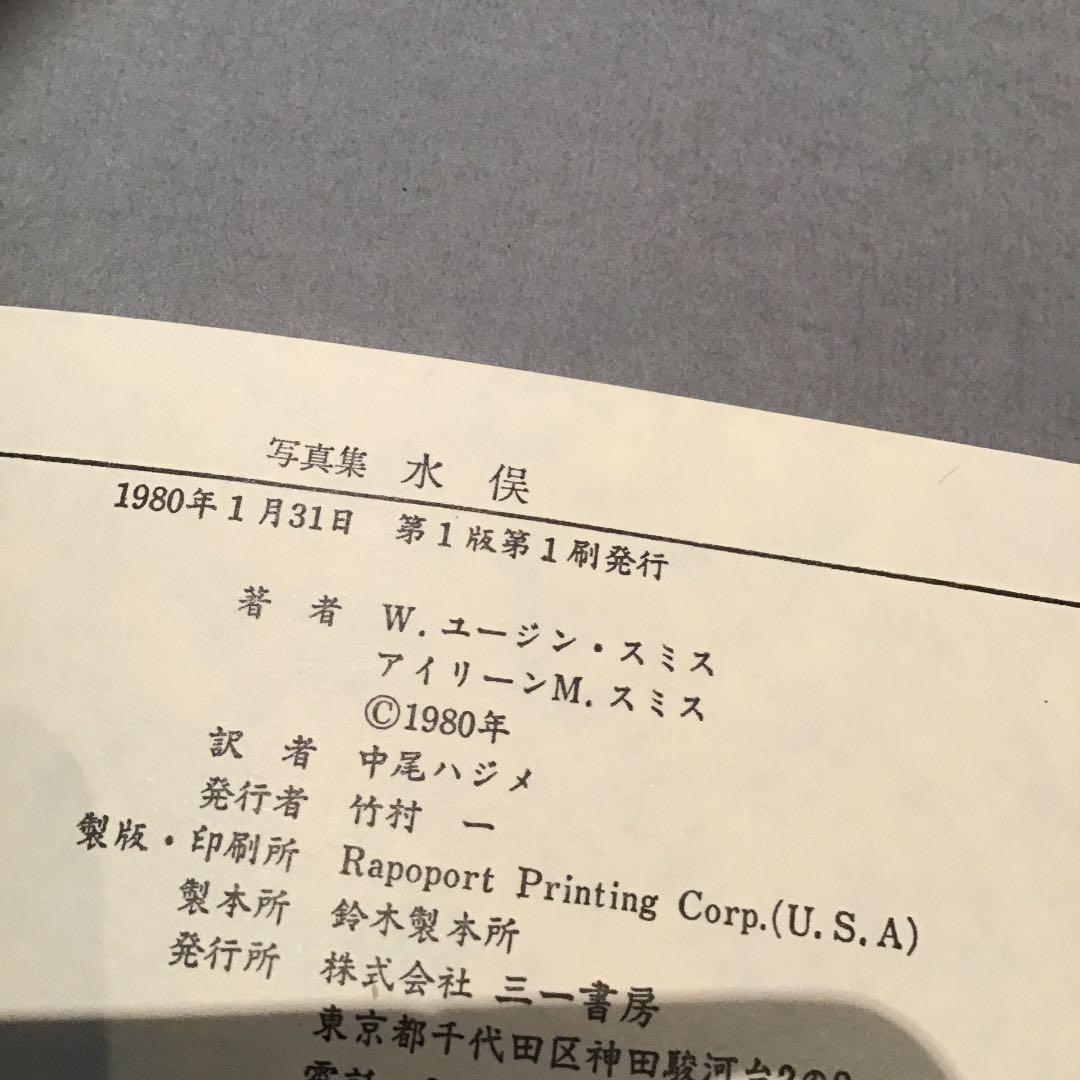 写真集 水俣
1980年1月31日 第1版第1刷発行
著者 W.ユージン・スミス
アイリーンM.スミス
©1980年
訳者 中尾ハジメ
発行者 竹村一
製版・印刷所 Rapoport Printing Corp.(U.S.A)
製本所 鈴木製本所
発行所 株式会社 三一書房
東京都千代田区神田駿河台2の9
電話